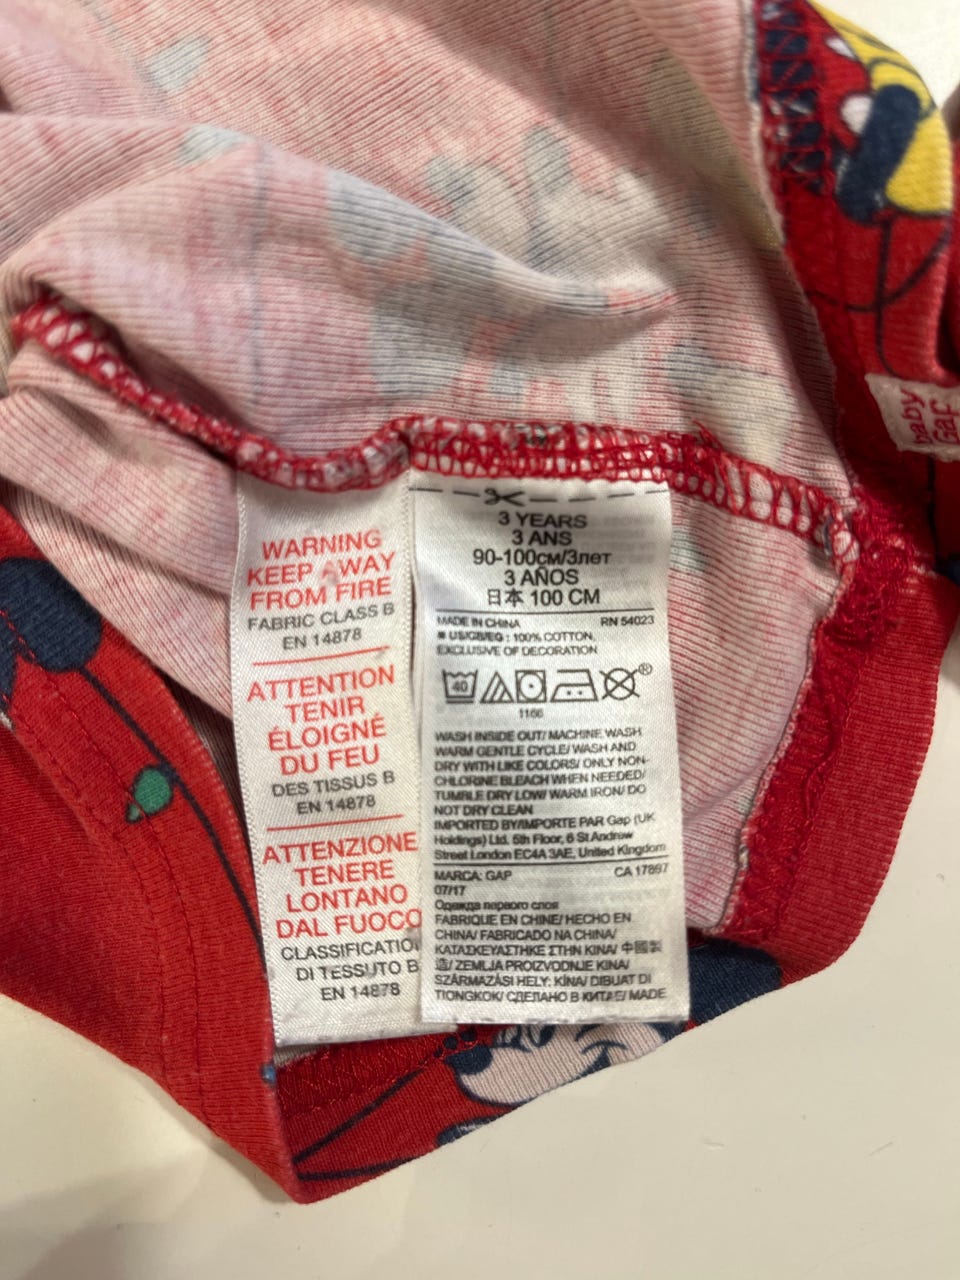 WARNING
KEEP AWAY
FROM FIRE
FABRIC CLASS B
EN 14878
ATTENTION
TENIR
ÉLOIGNÉ
DU FEU
DES TISSUS B
EN 14878
ATTENZIONE
TENERE
LONTANO
DAL FUOCO
CLASSIFICATIO
DI TESSUTO B
EN 14878
3 YEARS
3 ANS
90-100см/3лет
3 AÑOS
日本 100 CM
MADE IN CHINA RN 54023
■ US/GB/EG : 100% COTTON,
EXCLUSIVE OF DECORATION
40
®
1166
WASH INSIDE OUT/ MACHINE WASH
WARM GENTLE CYCLE/ WASH AND
DRY WITH LIKE COLORS/ ONLY NON-
CHLORINE BLEACH WHEN NEEDED/
TUMBLE DRY LOW/ WARM IRON/ DO
NOT DRY CLEAN
IMPORTED BY/IMPORTE PAR Gap (UK
Holdings) Ltd. 5th Floor, 6 St Andrew
Street London EC4A 3AE, United Kingdom
MARCA: GAP CA 17897
07/17
Одежда первого слоя
FABRIQUE EN CHINE/ HECHO EN
CHINA/ FABRICADO NA CHINA/
ΚΑΤΑΣΚΕΥΑΣΤΗΚΕ ΣΤΗΝ ΚΙΝΑ/ 中國製
造/ ZEMLJA PROIZVODNJE KINA/
SZÁRMAZÁSI HELY: KÍNA/ DIBUAT DI
TIONGKOK/ СДЕЛАНО В КИТАЕ/ MADE
baby
Gap